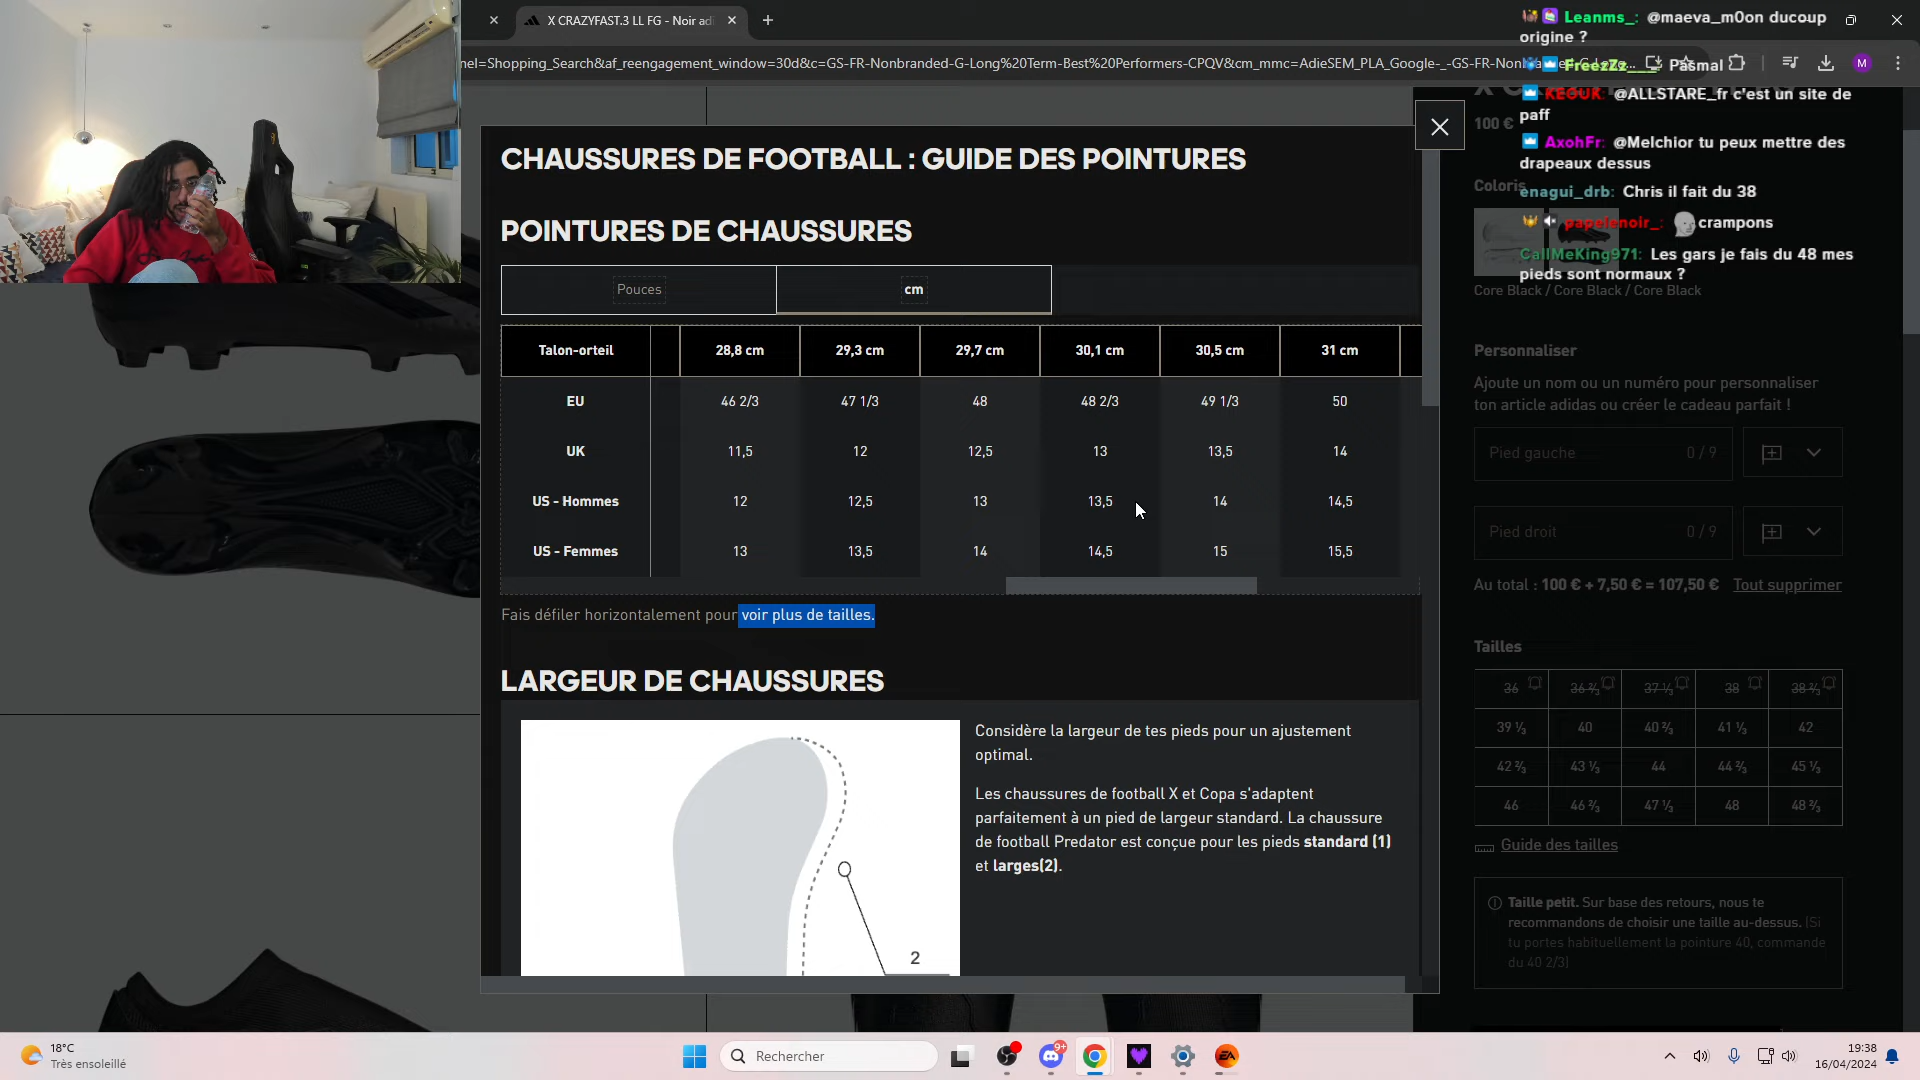 X CRAZYFAST.3 LL FG - Noir adi
nel=Shopping_Search&af_reengagement_window=30d&c=GS-FR-Nonbranded-G-Long%20Term-Best%20Performers-CPQV&cm_mmc=AdieSEM_PLA_Google-_-GS-FR-Nonb
M
Leanms_: @maeva_m0on ducoup
origine ?
FreezZz___: Pasmal
KEGUK: @ALLSTARE_fr c'est un site de
paff
AxohFr: @Melchior tu peux mettre des
drapeaux dessus
enagui_drb: Chris il fait du 38
papelenoir_: crampons
CallMeKing971: Les gars je fais du 48 mes
pieds sont normaux ?
CHAUSSURES DE FOOTBALL : GUIDE DES POINTURES
POINTURES DE CHAUSSURES
Pouces
cm
Talon-orteil 28,8 cm 29,3 cm 29,7 cm 30,1 cm 30,5 cm 31 cm
EU 46 2/3 47 1/3 48 48 2/3 49 1/3 50
UK 11,5 12 12,5 13 13,5 14
US - Hommes 12 12,5 13 13,5 14 14,5
US - Femmes 13 13,5 14 14,5 15 15,5
Fais défiler horizontalement pour voir plus de tailles.
LARGEUR DE CHAUSSURES
Considère la largeur de tes pieds pour un ajustement
optimal.
Les chaussures de football X et Copa s'adaptent
parfaitement à un pied de largeur standard. La chaussure
de football Predator est conçue pour les pieds standard (1)
et larges(2).
2
100 €
Coloris
Core Black / Core Black / Core Black
Personnaliser
Ajoute un nom ou un numéro pour personnaliser
ton article adidas ou créer le cadeau parfait !
Pied gauche 0 / 9
Pied droit 0 / 9
Au total : 100 € + 7,50 € = 107,50 € Tout supprimer
Tailles
36 36 ⅔ 37 ⅓ 38 38 ⅔
39 ⅓ 40 40 ⅔ 41 ⅓ 42
42 ⅔ 43 ⅓ 44 44 ⅔ 45 ⅓
46 46 ⅔ 47 ⅓ 48 48 ⅔
Guide des tailles
Taille petit. Sur base des retours, nous te
recommandons de choisir une taille au-dessus. (Si
tu portes habituellement la pointure 40, commande
du 40 2/3)
18°C
Très ensoleillé
Rechercher
9+
EA
19:38
16/04/2024